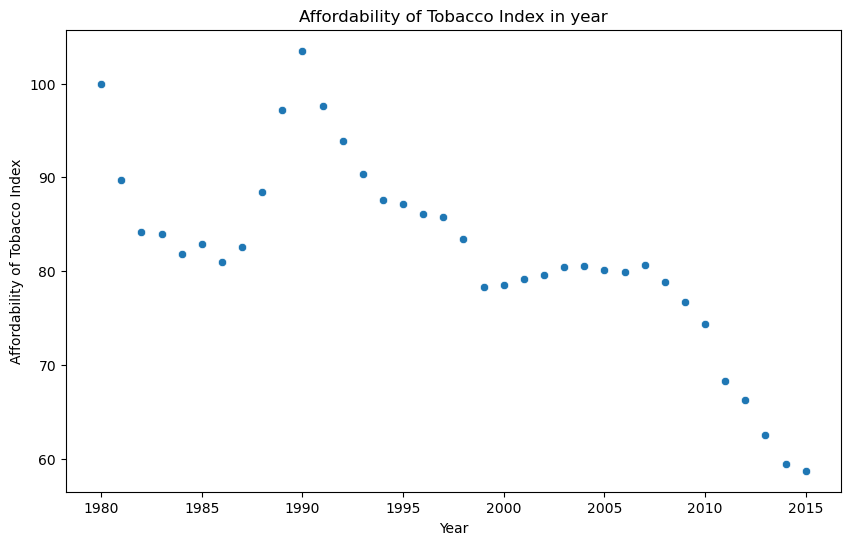 Affordability of Tobacco Index in year
Affordability of Tobacco Index
100
90
80
70
60
1980 1985 1990 1995 2000 2005 2010 2015
Year